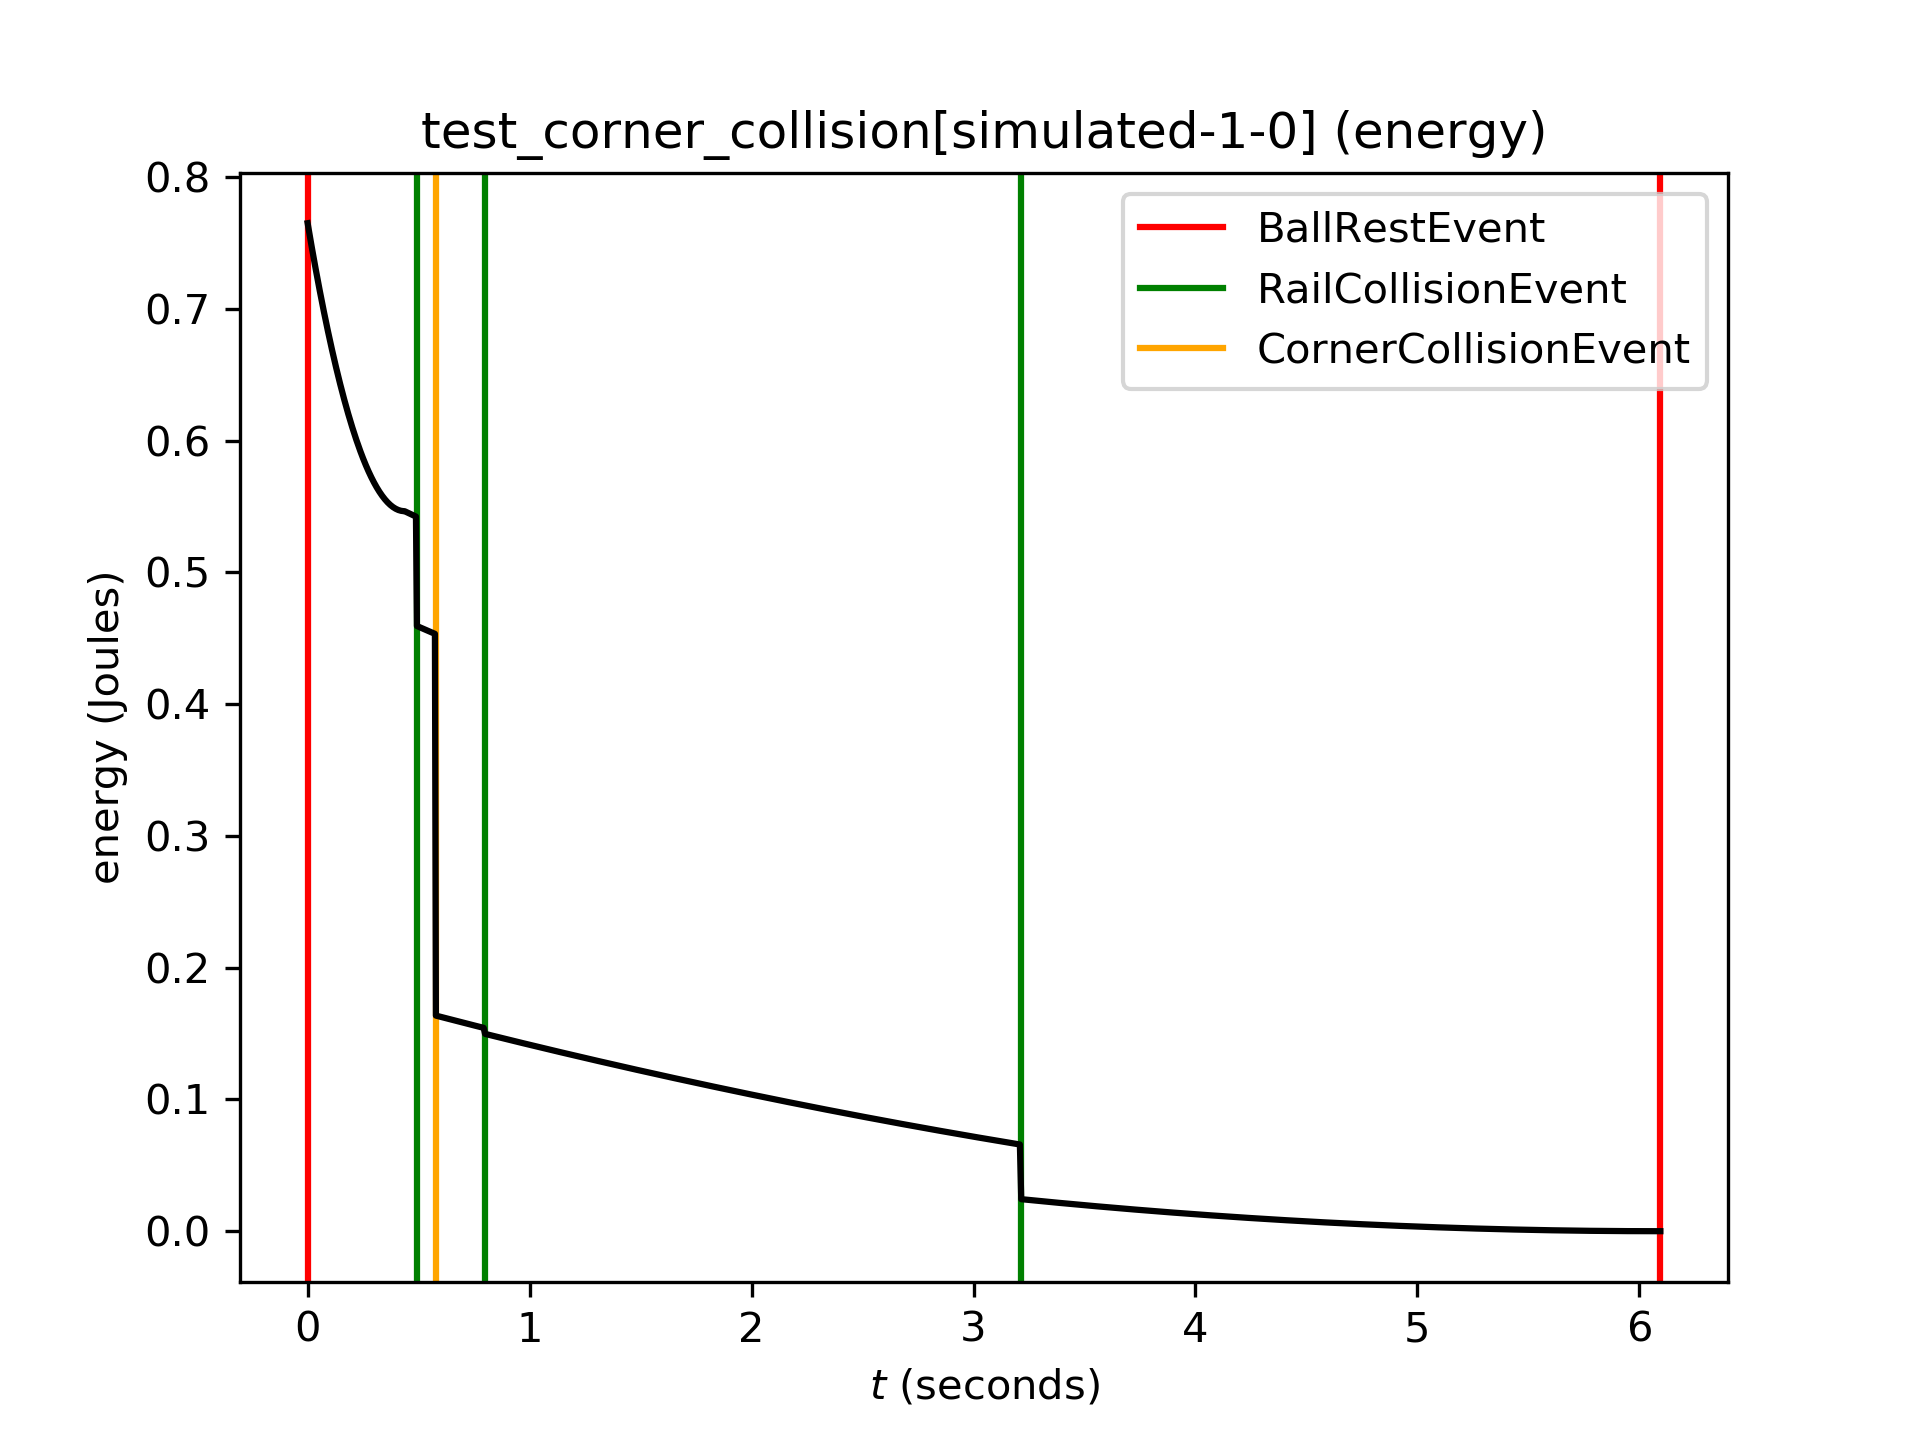 test_corner_collision[simulated-1-0] (energy)
BallRestEvent
RailCollisionEvent
CornerCollisionEvent
energy (Joules)
0.8
0.7
0.6
0.5
0.4
0.3
0.2
0.1
0.0
0 1 2 3 4 5 6
t (seconds)